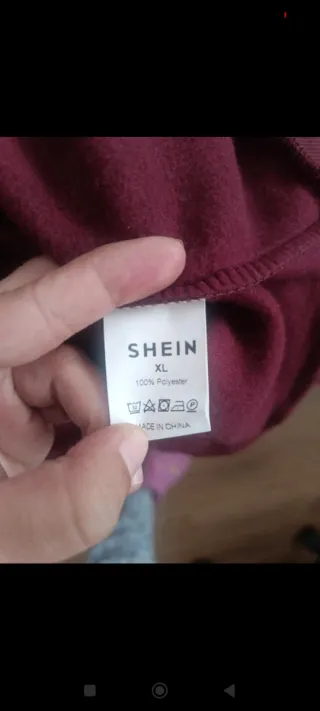 SHEIN
XL
100% Polyester
MADE IN CHINA